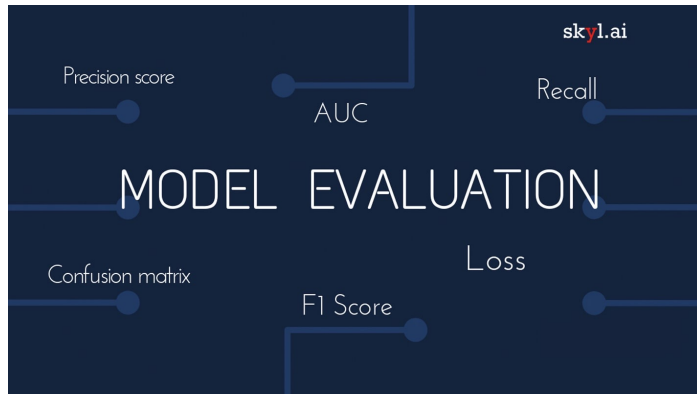 skyl.ai
Precision score
AUC
Recall
MODEL EVALUATION
Loss
Confusion matrix
F1 Score